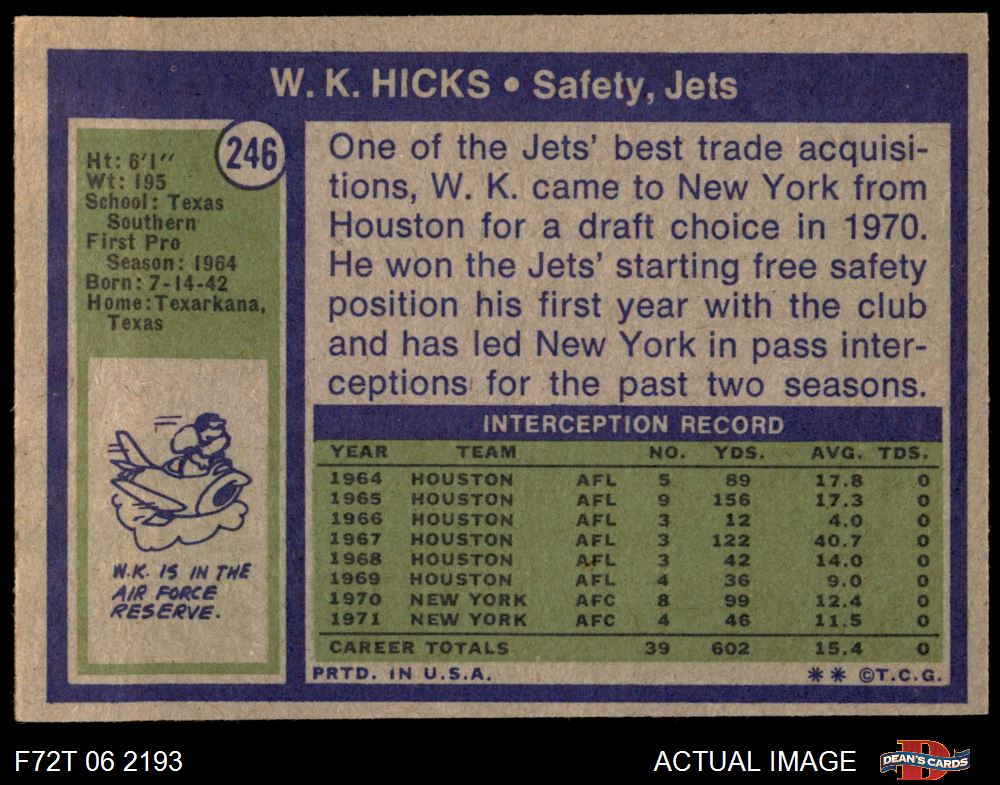 W. K. HICKS • Safety, Jets
246
Ht: 6'1"
Wt: 195
School: Texas
Southern
First Pro
Season: 1964
Born: 7-14-42
Home: Texarkana,
Texas
W.K. IS IN THE
AIR FORCE
RESERVE.
One of the Jets' best trade acquisi-
tions, W. K. came to New York from
Houston for a draft choice in 1970.
He won the Jets' starting free safety
position his first year with the club
and has led New York in pass inter-
ceptions for the past two seasons.
INTERCEPTION RECORD
YEAR TEAM NO. YDS. AVG. TDS.
1964 HOUSTON AFL 5 89 17.8 0
1965 HOUSTON AFL 9 156 17.3 0
1966 HOUSTON AFL 3 12 4.0 0
1967 HOUSTON AFL 3 122 40.7 0
1968 HOUSTON AFL 3 42 14.0 0
1969 HOUSTON AFL 4 36 9.0 0
1970 NEW YORK AFC 8 99 12.4 0
1971 NEW YORK AFC 4 46 11.5 0
CAREER TOTALS 39 602 15.4 0
PRTD. IN U.S.A. ** ©T.C.G.
F72T 06 2193 ACTUAL IMAGE D DEAN'S CARDS